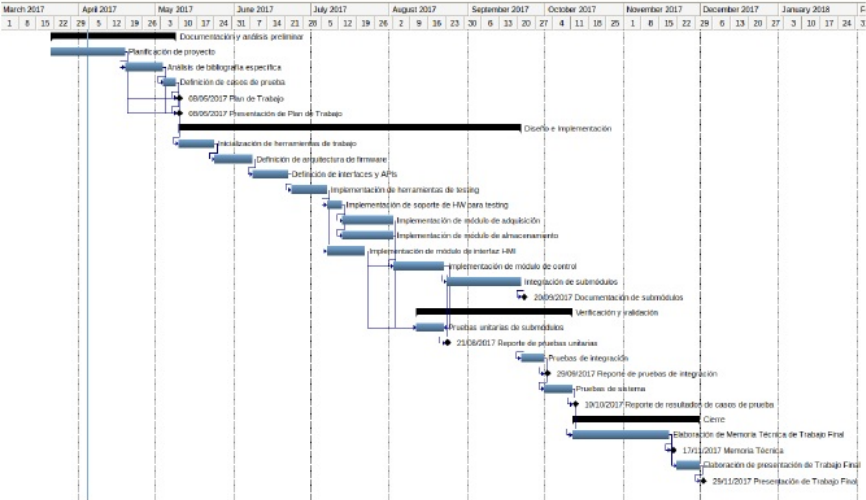 March 2017 April 2017 May 2017 June 2017 July 2017 August 2017 September 2017 October 2017 November 2017 December 2017 January 2018 F
1 8 15 22 29 5 12 19 26 3 10 17 24 31 7 14 21 28 5 12 19 26 2 9 16 23 30 6 13 20 27 4 11 18 25 1 8 15 22 29 6 13 20 27 3 10 17 24 31
Documentación y análisis preliminar
Planificación de proyecto
Análisis de bibliografía específica
Definición de casos de prueba
08/05/2017 Plan de Trabajo
08/05/2017 Presentación de Plan de Trabajo
Diseño e Implementación
Inicialización de herramientas de trabajo
Definición de arquitectura de firmware
Definición de interfaces y APIs
Implementación de herramientas de testing
Implementación de soporte de HW para testing
Implementación de módulo de adquisición
Implementación de módulo de almacenamiento
Implementación de módulo de interfaz HMI
Implementación de módulo de control
Integración de submódulos
20/09/2017 Documentación de submódulos
Verificación y validación
Pruebas unitarias de submódulos
21/08/2017 Reporte de pruebas unitarias
Pruebas de integración
29/09/2017 Reporte de pruebas de integración
Pruebas de sistema
10/10/2017 Reporte de resultados de casos de prueba
Cierre
Elaboración de Memoria Técnica de Trabajo Final
17/11/2017 Memoria Técnica
Elaboración de presentación de Trabajo Final
29/11/2017 Presentación de Trabajo Final